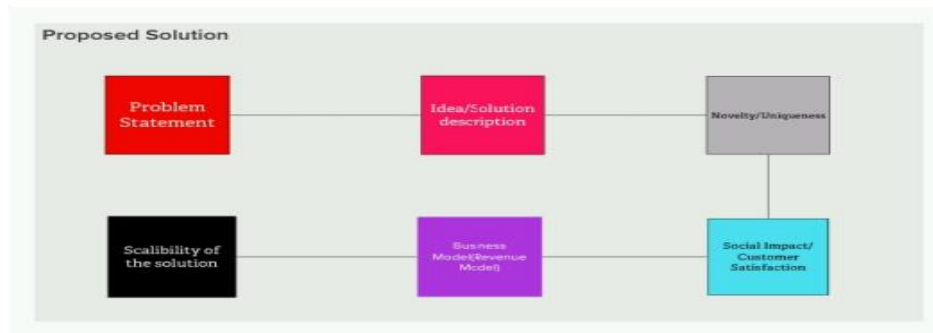 Proposed Solution
Problem
Statement
Idea/Solution
description
Novelty/Uniqueness
Social Impact/
Customer
Satisfaction
Business
Model(Revenue
Model)
Scalibility of
the solution